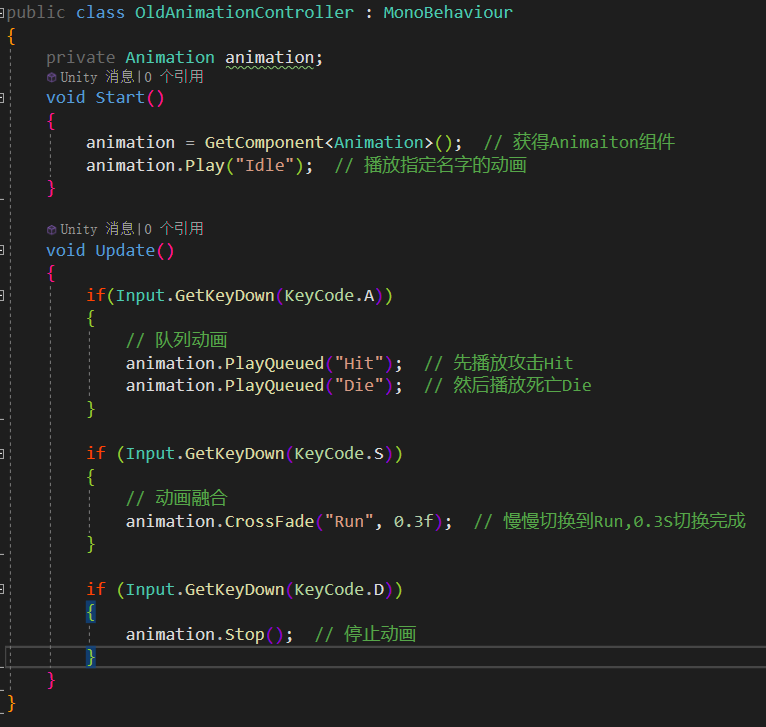 public class OldAnimationController : MonoBehaviour
{
    private Animation animation;
    Unity 消息|0 个引用
    void Start()
    {
        animation = GetComponent<Animation>();  // 获得Animaiton组件
        animation.Play("Idle");  // 播放指定名字的动画
    }

    Unity 消息|0 个引用
    void Update()
    {
        if(Input.GetKeyDown(KeyCode.A))
        {
            // 队列动画
            animation.PlayQueued("Hit");  // 先播放攻击Hit
            animation.PlayQueued("Die");  // 然后播放死亡Die
        }

        if (Input.GetKeyDown(KeyCode.S))
        {
            // 动画融合
            animation.CrossFade("Run", 0.3f);  // 慢慢切换到Run,0.3S切换完成
        }

        if (Input.GetKeyDown(KeyCode.D))
        {
            animation.Stop();  // 停止动画
        }
    }
}